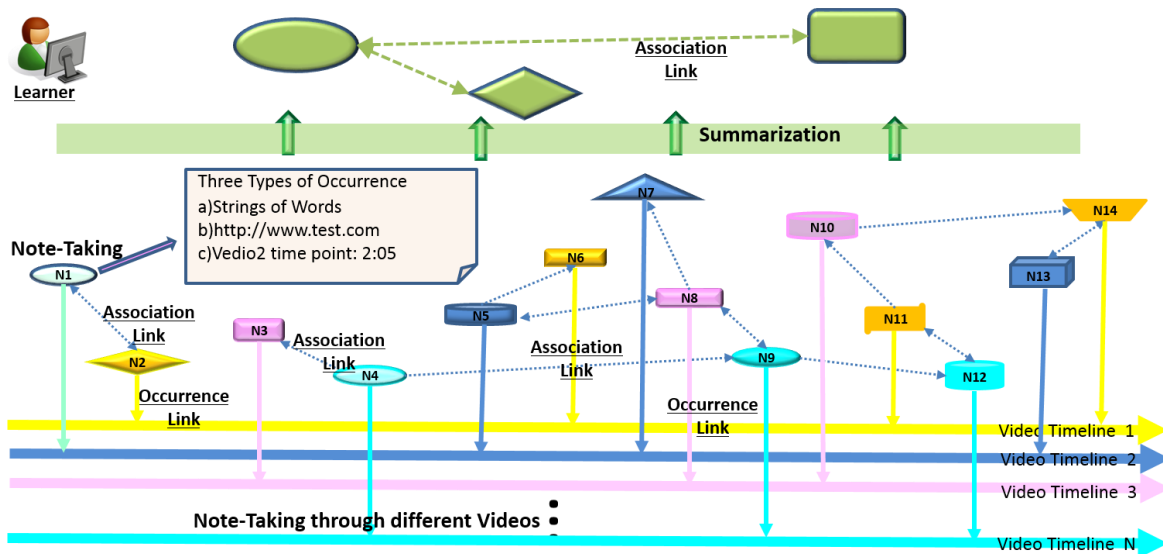 Learner
Association
Link
Summarization
Three Types of Occurrence
a)Strings of Words
b)http://www.test.com
c)Vedio2 time point: 2:05
Note-Taking
N1
N2
N3
N4
N5
N6
N7
N8
N9
N10
N11
N12
N13
N14
Association
Link
Association
Link
Association
Link
Occurrence
Link
Occurrence
Link
Video Timeline 1
Video Timeline 2
Video Timeline 3
Note-Taking through different Videos
Video Timeline N